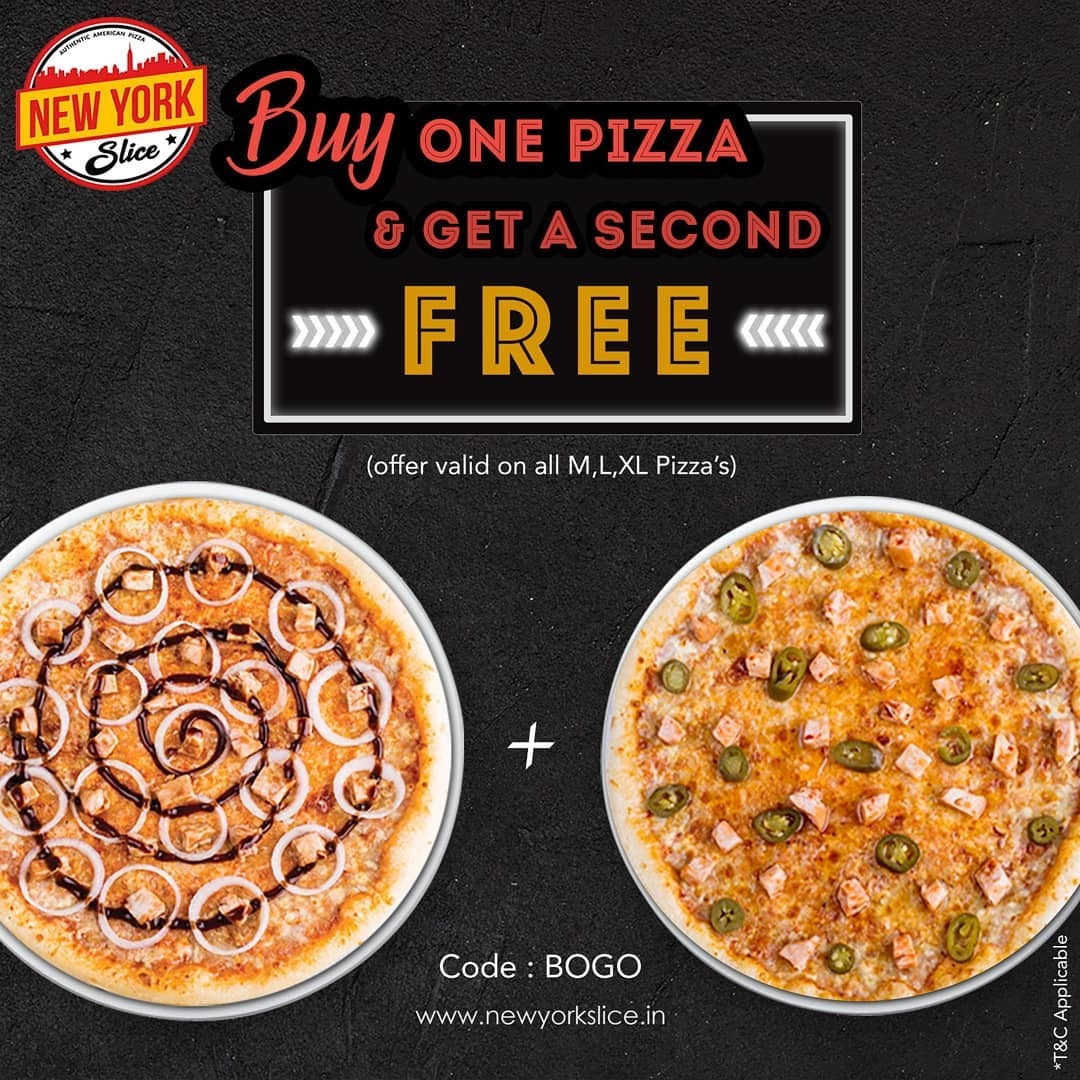 AUTHENTIC AMERICAN PIZZA
NEW YORK
Slice
Buy ONE PIZZA
& GET A SECOND
FREE
(offer valid on all M,L,XL Pizza's)
+
Code : BOGO
www.newyorkslice.in
*T&C Applicable